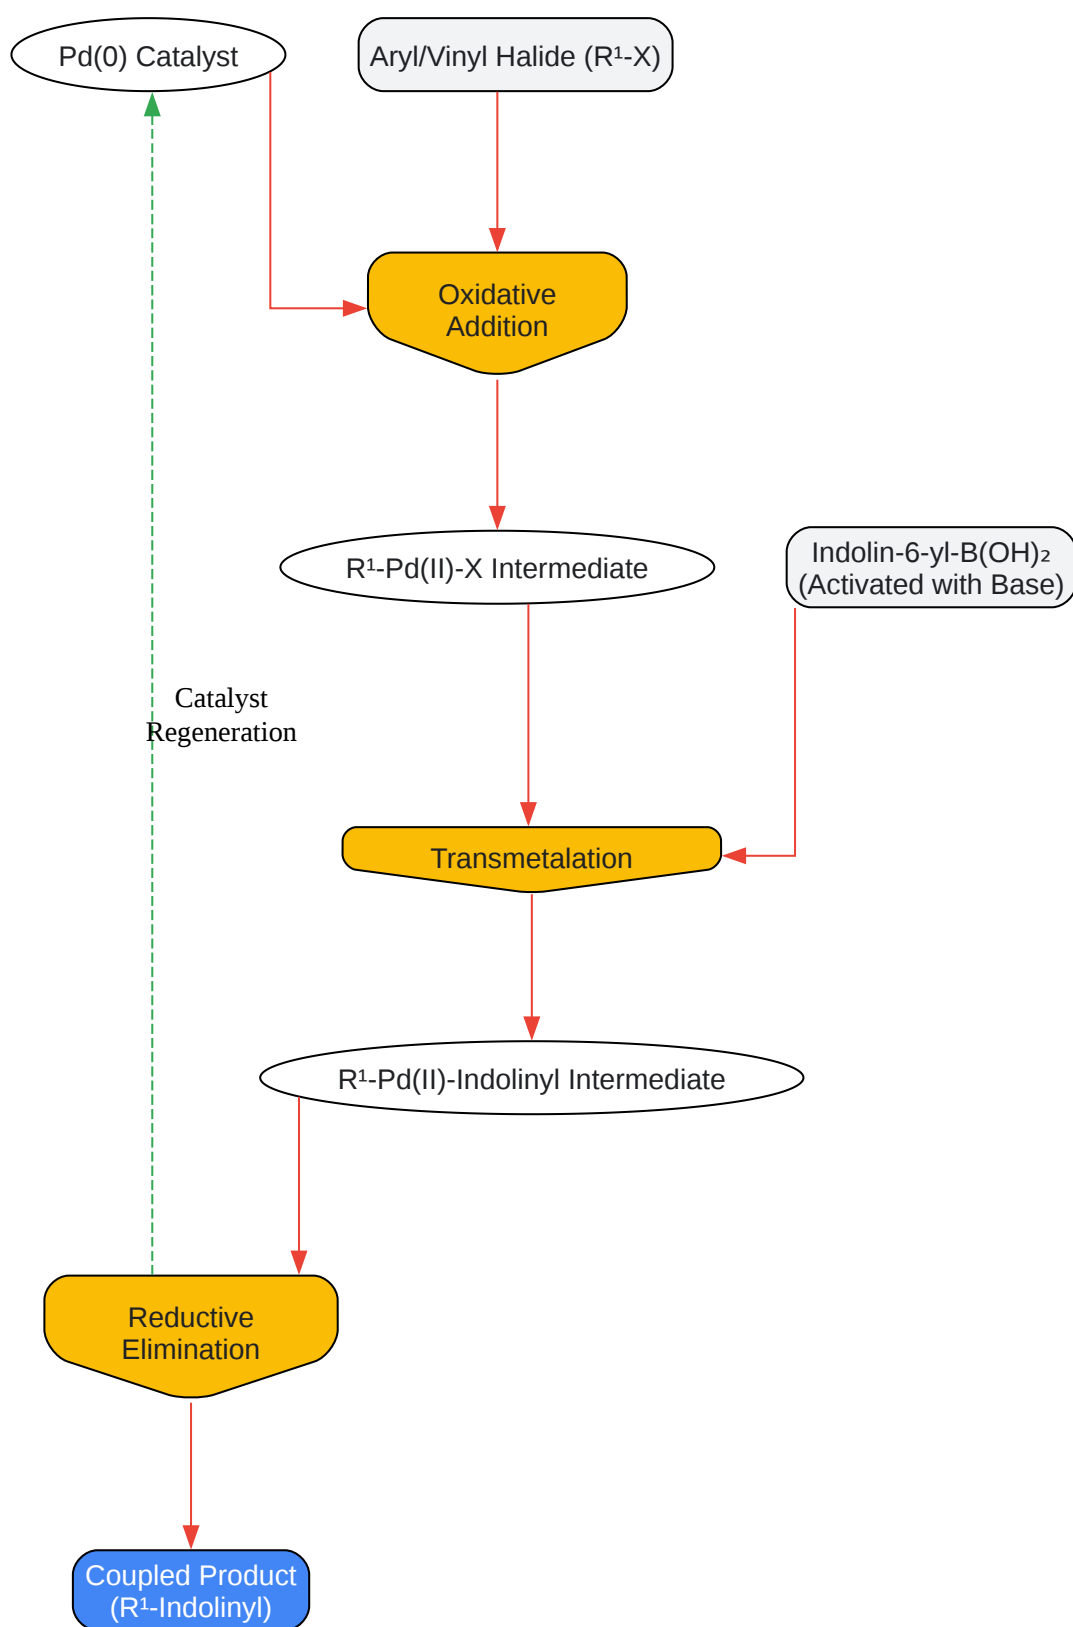 Pd(0) Catalyst
Aryl/Vinyl Halide (R¹-X)
Oxidative
Addition
R¹-Pd(II)-X Intermediate
Indolin-6-yl-B(OH)₂
(Activated with Base)
Catalyst
Regeneration
Transmetalation
R¹-Pd(II)-Indolinyl Intermediate
Reductive
Elimination
Coupled Product
(R¹-Indolinyl)